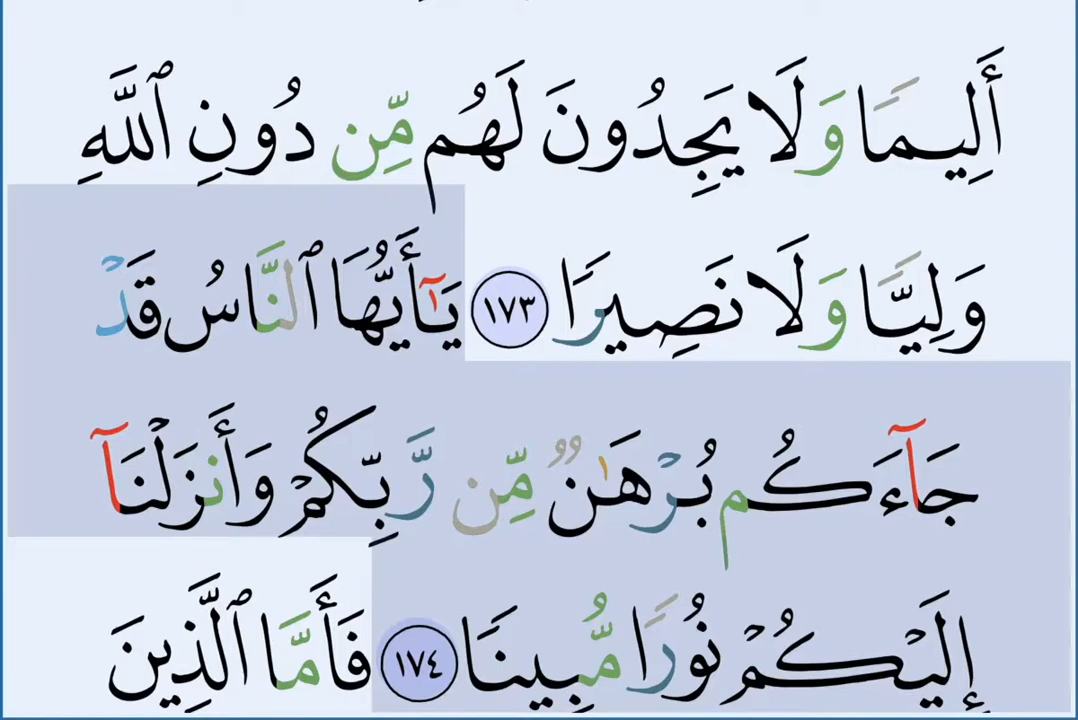 أَلِيمًا وَلَا يَجِدُونَ لَهُم مِّن دُونِ ٱللَّهِ
وَلِيًّا وَلَا نَصِيرًا ١٧٣ يَٰٓأَيُّهَا ٱلنَّاسُ قَدْ
جَآءَكُم بُرْهَٰنٌ مِّن رَّبِّكُمْ وَأَنزَلْنَآ
إِلَيْكُمْ نُورًا مُّبِينًا ١٧٤ فَأَمَّا ٱلَّذِينَ